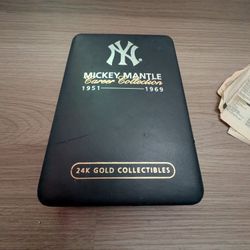 NY
MICKEY MANTLE
Career Collection
1951 1969
24K GOLD COLLECTIBLES